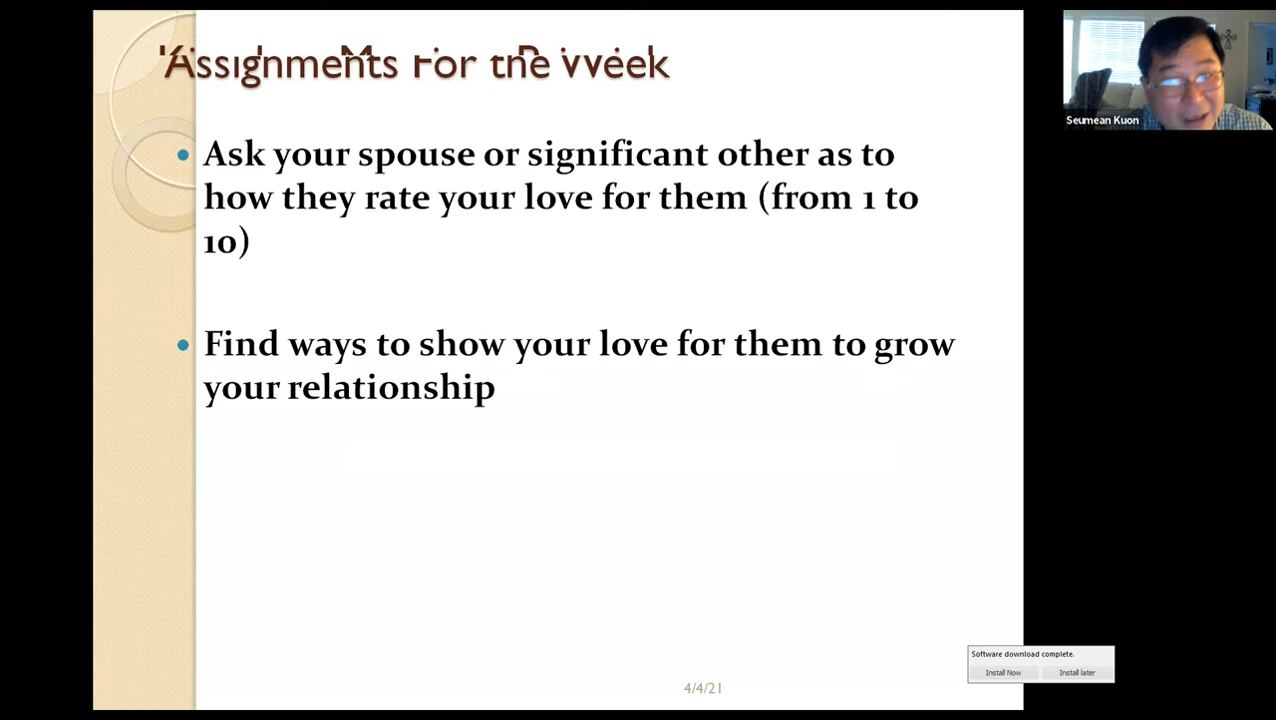 Assignments For the Week
Seumean Kuon
Ask your spouse or significant other as to
how they rate your love for them (from 1 to
10)
Find ways to show your love for them to grow
your relationship
Software download complete.
Install Now Install later
4/4/21